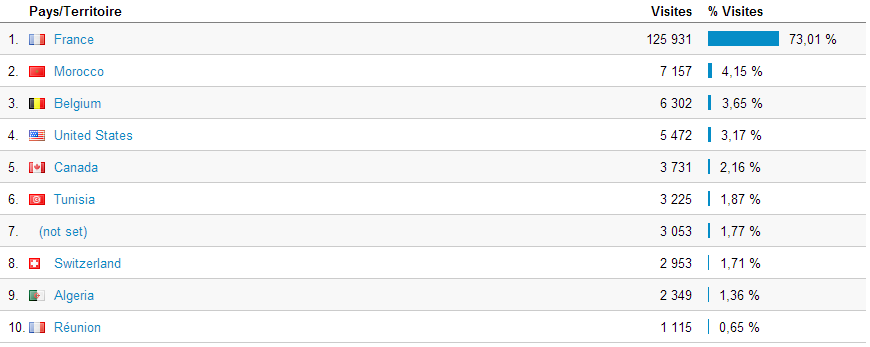 Pays/Territoire Visites % Visites
1. France 125 931 73,01 %
2. Morocco 7 157 4,15 %
3. Belgium 6 302 3,65 %
4. United States 5 472 3,17 %
5. Canada 3 731 2,16 %
6. Tunisia 3 225 1,87 %
7. (not set) 3 053 1,77 %
8. Switzerland 2 953 1,71 %
9. Algeria 2 349 1,36 %
10. Réunion 1 115 0,65 %